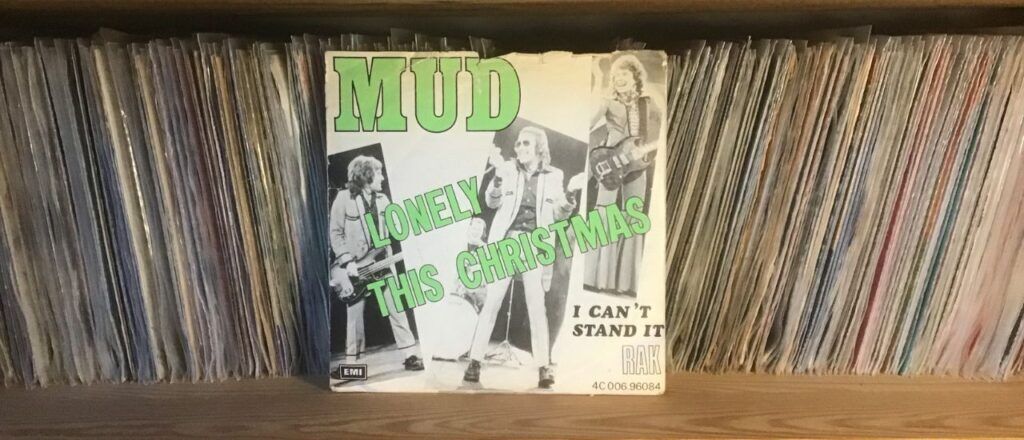 MUD
LONELY
THIS CHRISTMAS
I CAN'T
STAND IT
RAK
EMI
4C 006.96084